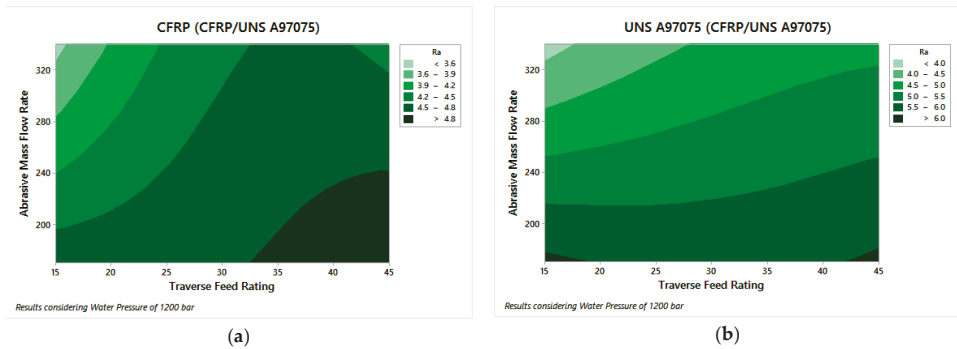 CFRP (CFRP/UNS A97075)
Ra
< 3.6
3.6 – 3.9
3.9 – 4.2
4.2 – 4.5
4.5 – 4.8
> 4.8
Abrasive Mass Flow Rate
320
280
240
200
15 20 25 30 35 40 45
Traverse Feed Rating
Results considering Water Pressure of 1200 bar
(a)
UNS A97075 (CFRP/UNS A97075)
Ra
< 4.0
4.0 – 4.5
4.5 – 5.0
5.0 – 5.5
5.5 – 6.0
> 6.0
Abrasive Mass Flow Rate
320
280
240
200
15 20 25 30 35 40 45
Traverse Feed Rating
Results considering Water Pressure of 1200 bar
(b)